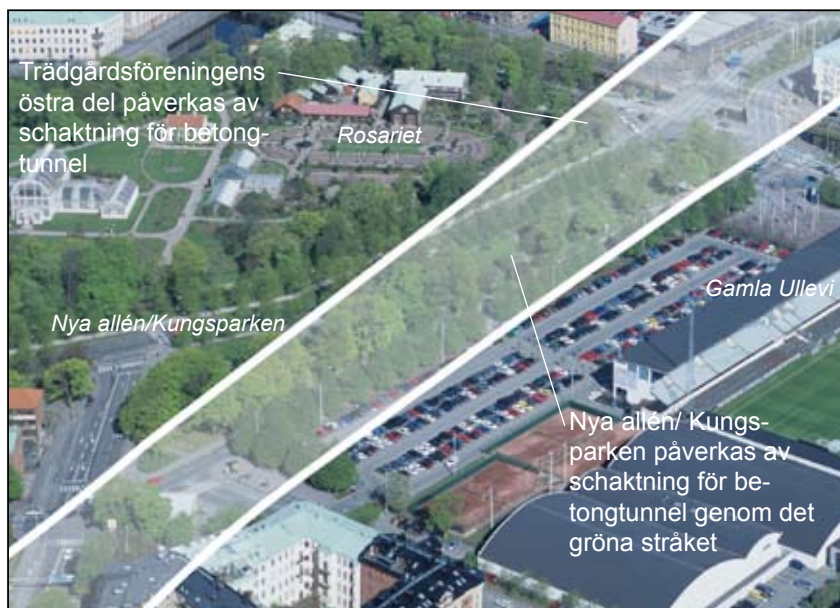 Trädgårdsföreningens
östra del påverkas av
schaktning för betong-
tunnel
Rosariet
Gamla Ullevi
Nya allén/Kungsparken
Nya allén/ Kungs-
parken påverkas av
schaktning för be-
tongtunnel genom det
gröna stråket